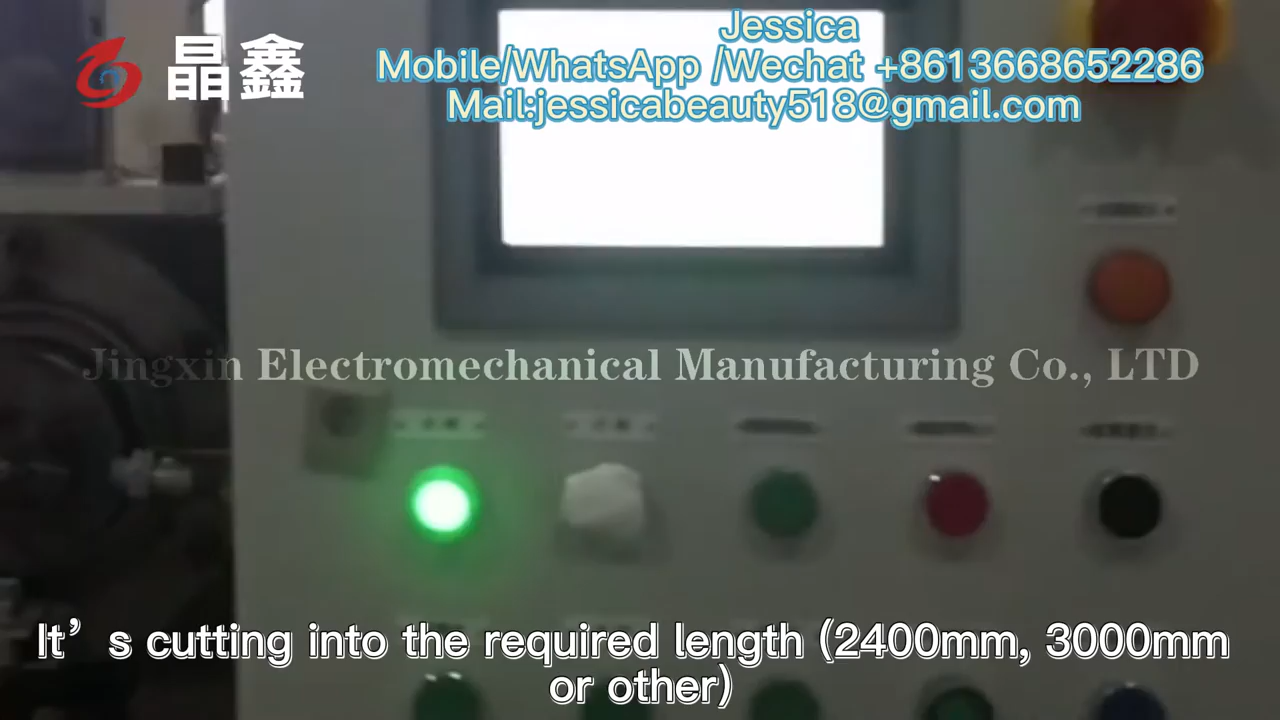 晶鑫
Jessica
Mobile/WhatsApp /Wechat +8613668652286
Mail:jessicabeauty518@gmail.com
Jingxin Electromechanical Manufacturing Co., LTD
It’s cutting into the required length (2400mm, 3000mm
or other)